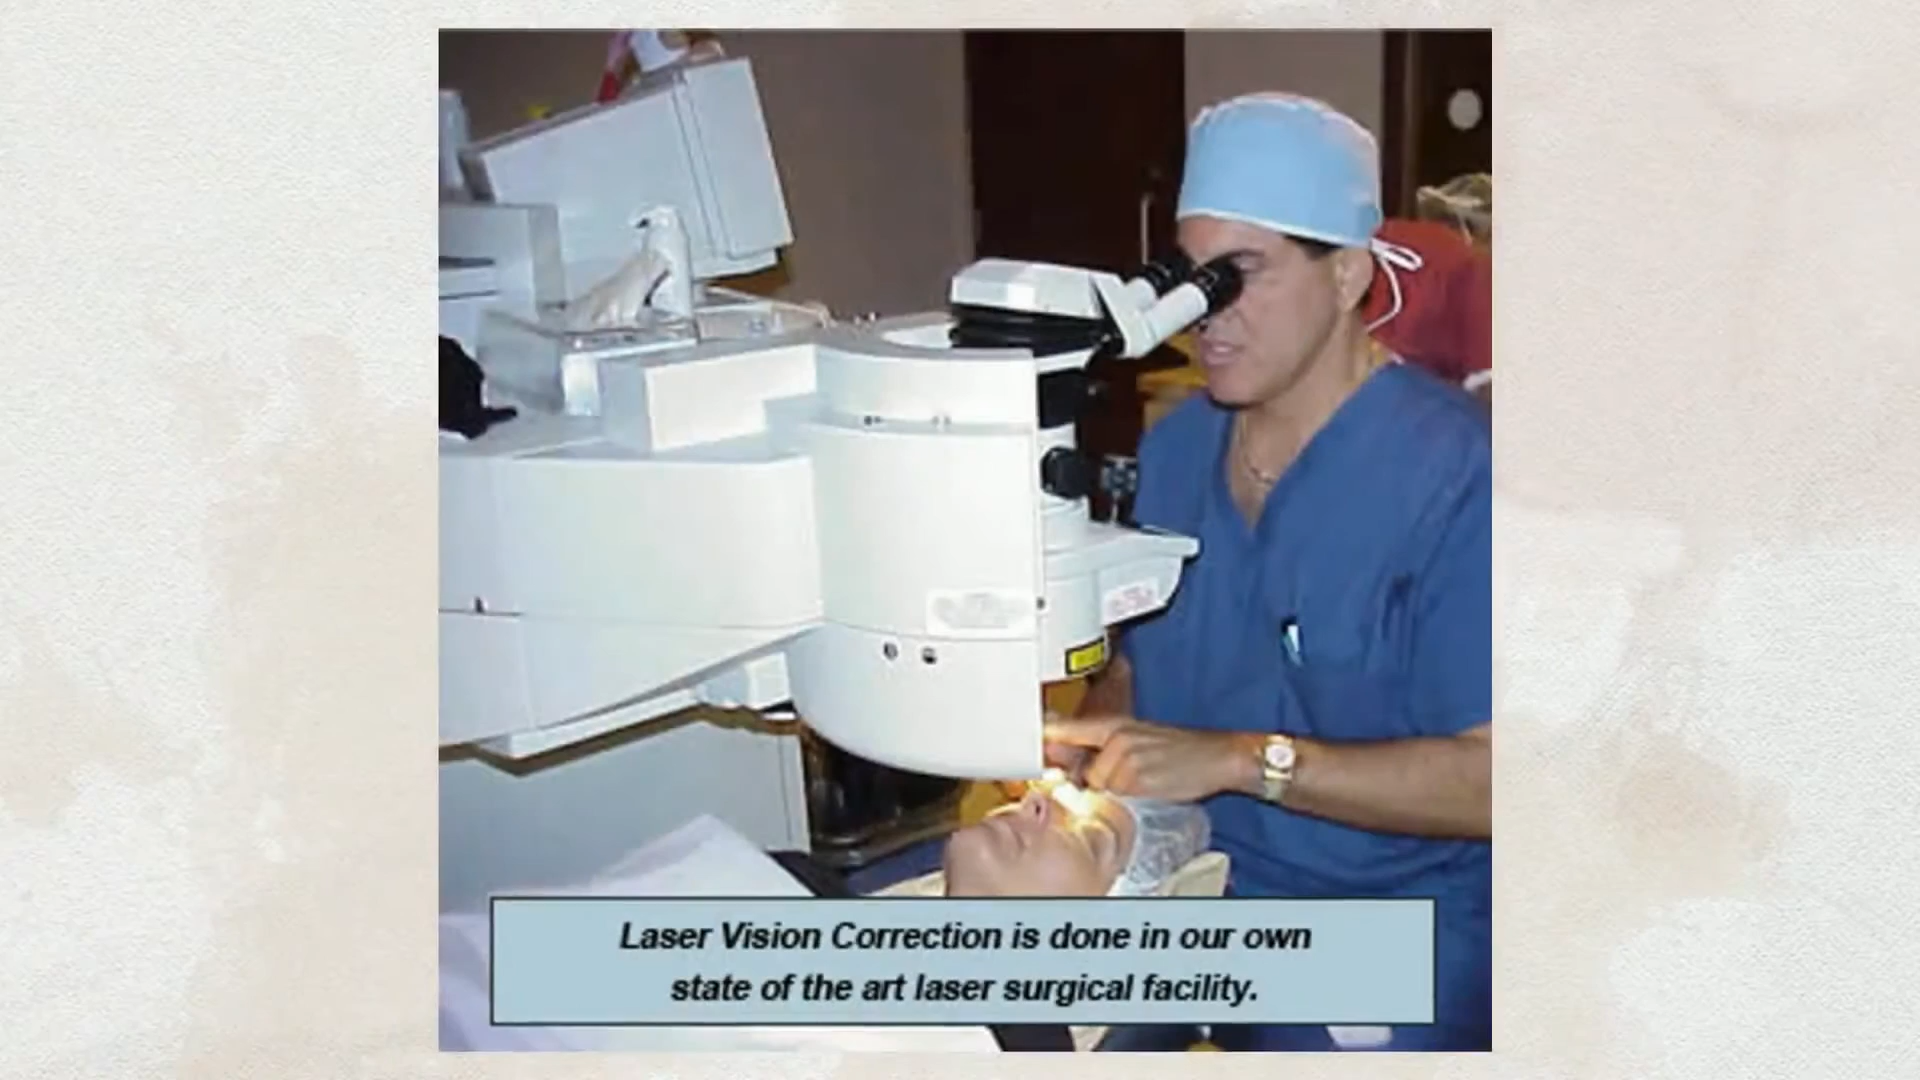 Laser Vision Correction is done in our own
state of the art laser surgical facility.